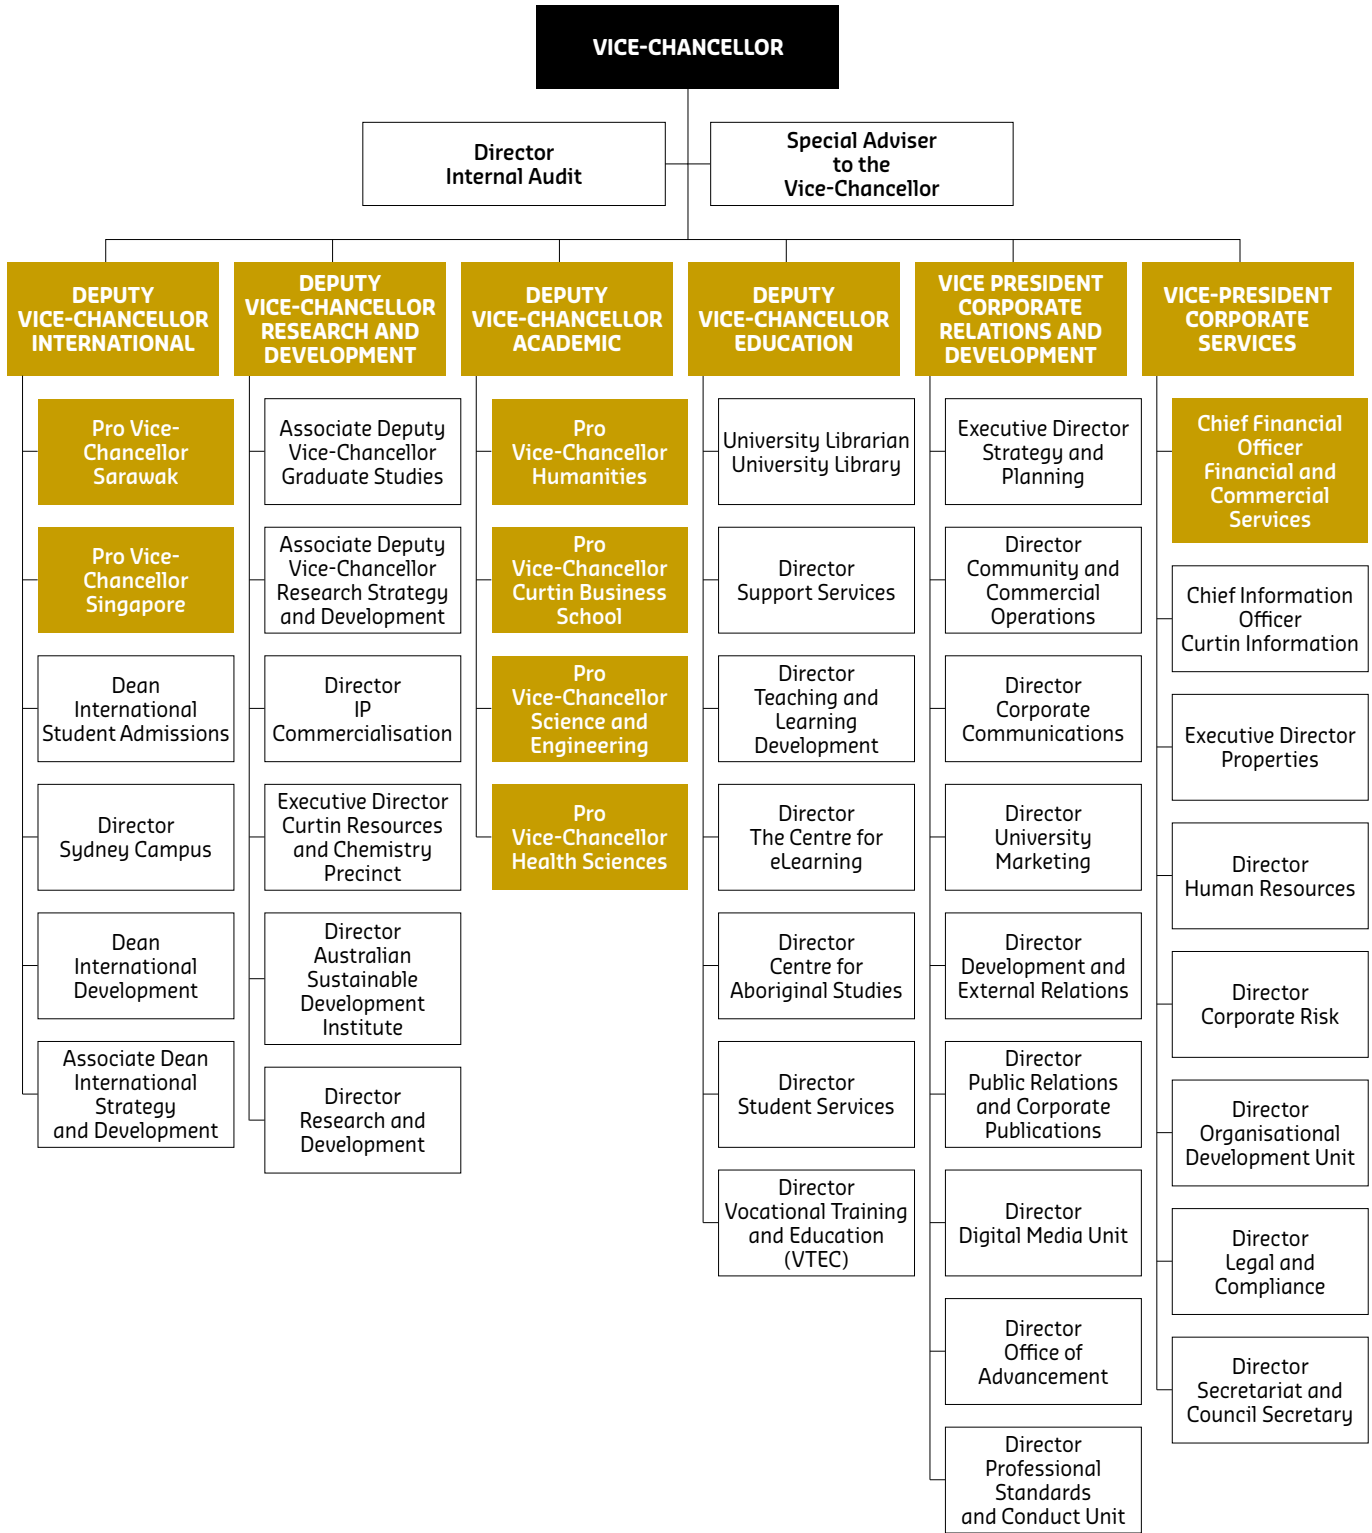 VICE-CHANCELLOR
Director
Internal Audit
Special Adviser
to the
Vice-Chancellor
DEPUTY
VICE-CHANCELLOR
INTERNATIONAL
Pro Vice-
Chancellor
Sarawak
Pro Vice-
Chancellor
Singapore
Dean
International
Student Admissions
Director
Sydney Campus
Dean
International
Development
Associate Dean
International
Strategy
and Development
DEPUTY
VICE-CHANCELLOR
RESEARCH AND
DEVELOPMENT
Associate Deputy
Vice-Chancellor
Graduate Studies
Associate Deputy
Vice-Chancellor
Research Strategy
and Development
Director
IP
Commercialisation
Executive Director
Curtin Resources
and Chemistry
Precinct
Director
Australian
Sustainable
Development
Institute
Director
Research and
Development
DEPUTY
VICE-CHANCELLOR
ACADEMIC
Pro
Vice-Chancellor
Humanities
Pro
Vice-Chancellor
Curtin Business
School
Pro
Vice-Chancellor
Science and
Engineering
Pro
Vice-Chancellor
Health Sciences
DEPUTY
VICE-CHANCELLOR
EDUCATION
University Librarian
University Library
Director
Support Services
Director
Teaching and
Learning
Development
Director
The Centre for
eLearning
Director
Centre for
Aboriginal Studies
Director
Student Services
Director
Vocational Training
and Education
(VTEC)
VICE PRESIDENT
CORPORATE
RELATIONS AND
DEVELOPMENT
Executive Director
Strategy and
Planning
Director
Community and
Commercial
Operations
Director
Corporate
Communications
Director
University
Marketing
Director
Development and
External Relations
Director
Public Relations
and Corporate
Publications
Director
Digital Media Unit
Director
Office of
Advancement
Director
Professional
Standards
and Conduct Unit
VICE-PRESIDENT
CORPORATE
SERVICES
Chief Financial
Officer
Financial and
Commercial
Services
Chief Information
Officer
Curtin Information
Executive Director
Properties
Director
Human Resources
Director
Corporate Risk
Director
Organisational
Development Unit
Director
Legal and
Compliance
Director
Secretariat and
Council Secretary